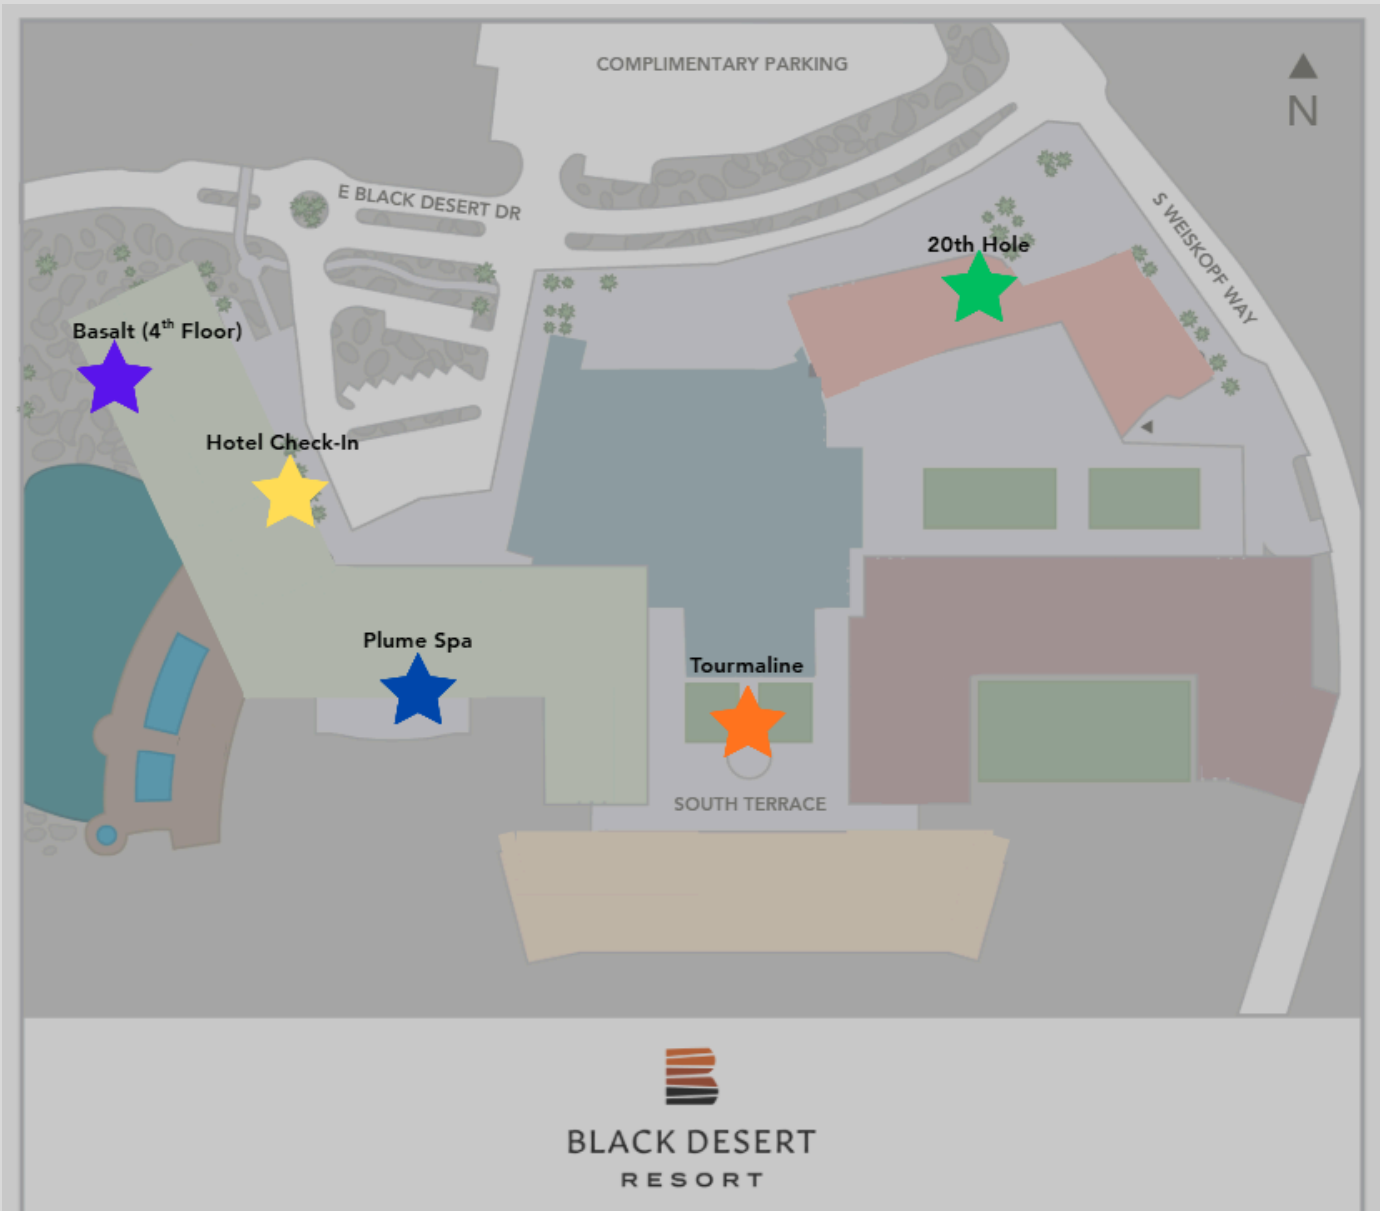 COMPLIMENTARY PARKING
N
E BLACK DESERT DR
S WEISKOPF WAY
20th Hole
Basalt (4th Floor)
Hotel Check-In
Plume Spa
Tourmaline
SOUTH TERRACE
BLACK DESERT
RESORT